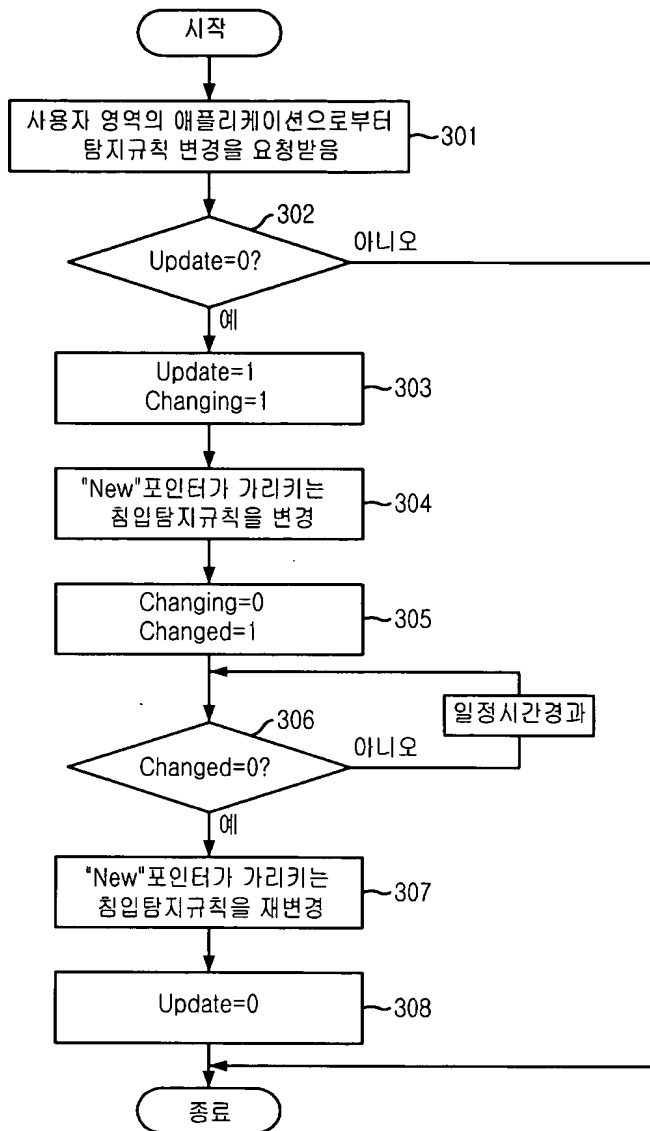 시작
사용자 영역의 애플리케이션으로부터
탐지규칙 변경을 요청받음
301
302
Update=0?
아니오
예
Update=1
Changing=1
303
"New"포인터가 가리키는
침입탐지규칙을 변경
304
Changing=0
Changed=1
305
일정시간경과
306
Changed=0?
아니오
예
"New"포인터가 가리키는
침입탐지규칙을 재변경
307
Update=0
308
종료